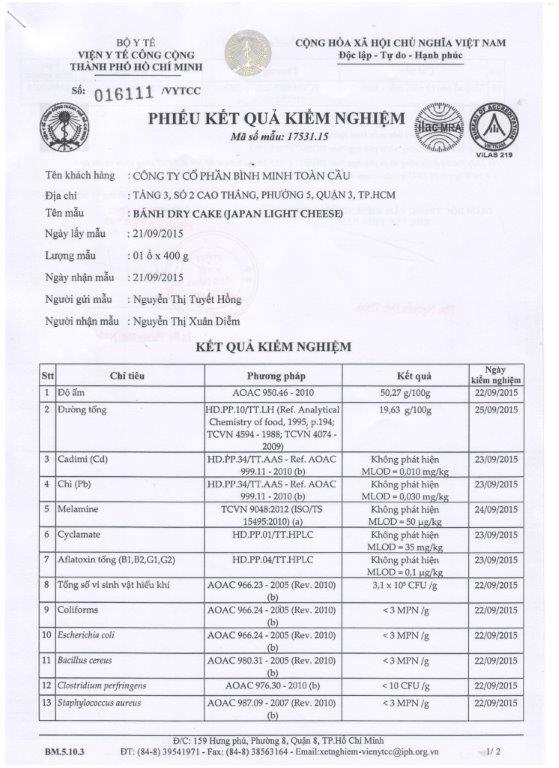 BỘ Y TẾ
VIỆN Y TẾ CÔNG CỘNG
THÀNH PHỐ HỒ CHÍ MINH
CỘNG HÒA XÃ HỘI CHỦ NGHĨA VIỆT NAM
Độc lập - Tự do - Hạnh phúc
Số: 016111 /VYTCC
PHIẾU KẾT QUẢ KIỂM NGHIỆM
Mã số mẫu: 17531.15
ilac-MRA
BUREAU OF ACCREDITATION
VIETNAM
VILAS 219
Tên khách hàng : CÔNG TY CỔ PHẦN BÌNH MINH TOÀN CẦU
Địa chỉ : TẦNG 3, SỐ 2 CAO THẮNG, PHƯỜNG 5, QUẬN 3, TP.HCM
Tên mẫu : BÁNH DRY CAKE (JAPAN LIGHT CHEESE)
Ngày lấy mẫu : 21/09/2015
Lượng mẫu : 01 ổ x 400 g
Ngày nhận mẫu : 21/09/2015
Người gửi mẫu : Nguyễn Thị Tuyết Hồng
Người nhận mẫu : Nguyễn Thị Xuân Diễm
KẾT QUẢ KIỂM NGHIỆM
Stt Chỉ tiêu Phương pháp Kết quả Ngày kiểm nghiệm
1 Độ ẩm AOAC 950.46 - 2010 50,27 g/100g 22/09/2015
2 Đường tổng HD.PP.10/TT.LH (Ref. Analytical 19,63 g/100g 25/09/2015
Chemistry of food, 1995, p.194;
TCVN 4594 - 1988; TCVN 4074 -
2009)
3 Cadimi (Cd) HD.PP.34/TT.AAS - Ref. AOAC Không phát hiện 23/09/2015
999.11 - 2010 (b) MLOD = 0,010 mg/kg
4 Chì (Pb) HD.PP.34/TT.AAS - Ref. AOAC Không phát hiện 23/09/2015
999.11 - 2010 (b) MLOD = 0,030 mg/kg
5 Melamine TCVN 9048:2012 (ISO/TS Không phát hiện 24/09/2015
15495:2010) (a) MLOD = 50 µg/kg
6 Cyclamate HD.PP.01/TT.HPLC Không phát hiện 23/09/2015
MLOD = 35 mg/kg
7 Aflatoxin tổng (B1,B2,G1,G2) HD.PP.04/TT.HPLC Không phát hiện 23/09/2015
MLOD = 0,1 µg/kg
8 Tổng số vi sinh vật hiếu khí AOAC 966.23 - 2005 (Rev. 2010) 22/09/2015
(b)
9 Coliforms AOAC 966.24 - 2005 (Rev. 2010) < 3 MPN /g 22/09/2015
(b)
10 Escherichia coli AOAC 966.24 - 2005 (Rev. 2010) < 3 MPN /g 22/09/2015
(b)
11 Bacillus cereus AOAC 980.31 - 2005 (Rev. 2010) < 3 MPN /g 22/09/2015
(b)
12 Clostridium perfringens AOAC 976.30 - 2010 (b) < 10 CFU /g 22/09/2015
13 Staphylococcus aureus AOAC 987.09 - 2007 (Rev. 2010) < 3 MPN /g 22/09/2015
(b)
Đ/C: 159 Hưng phú, Phường 8, Quận 8, TP.Hồ Chí Minh
BM.5.10.3 ĐT: (84-8) 39541971 - Fax: (84-8) 38563164 - Email:xetnghiem-vienytcc@iph.org.vn 1/ 2